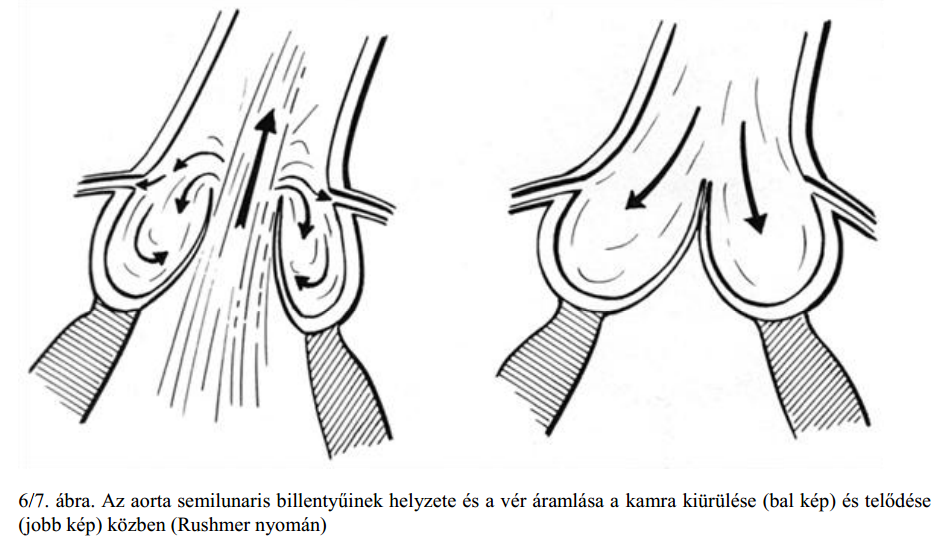 6/7. ábra. Az aorta semilunaris billentyűinek helyzete és a vér áramlása a kamra kiürülése (bal kép) és telődése
(jobb kép) közben (Rushmer nyomán)